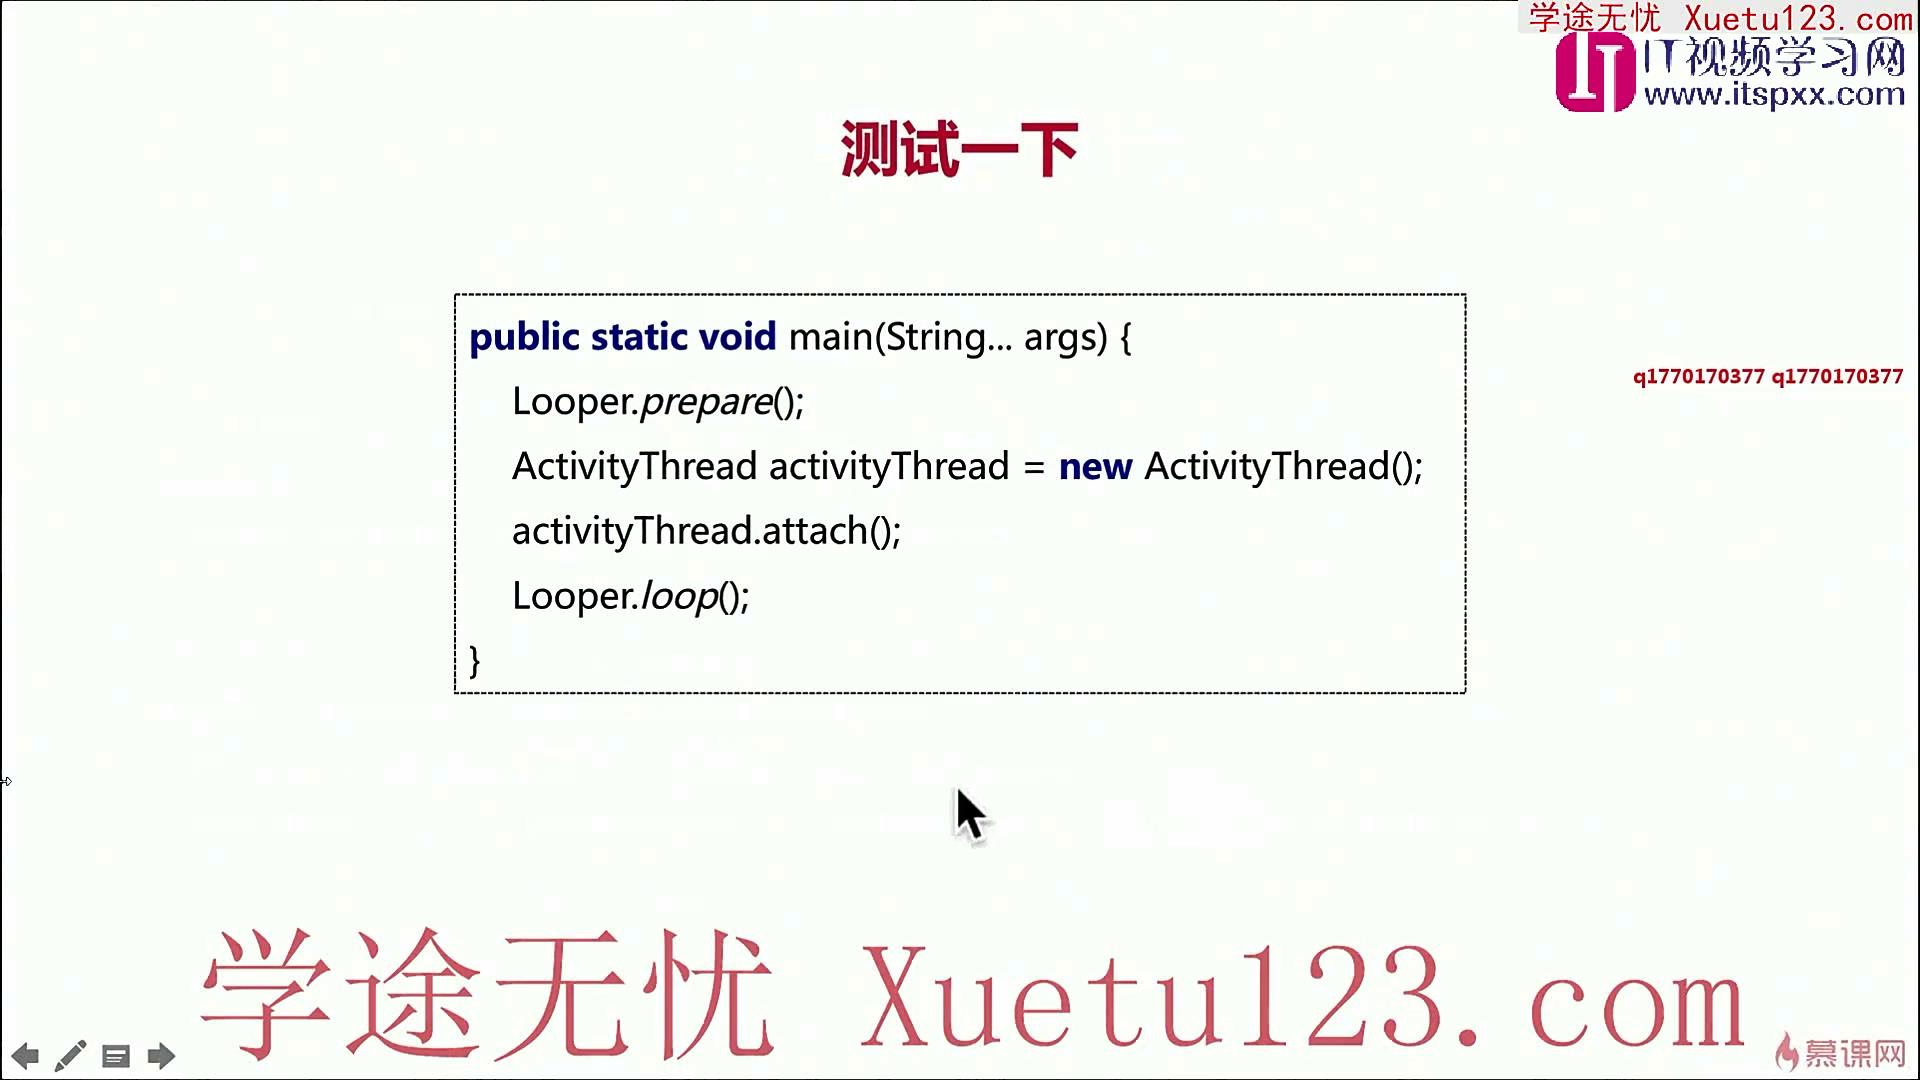 学途无忧 Xuetu123.com
IT视频学习网
www.itspxx.com
测试一下
public static void main(String... args) {
Looper.prepare();
q1770170377 q1770170377
ActivityThread activityThread = new ActivityThread();
activityThread.attach();
Looper.loop();
}
学途无忧 Xuetu123.com
慕课网